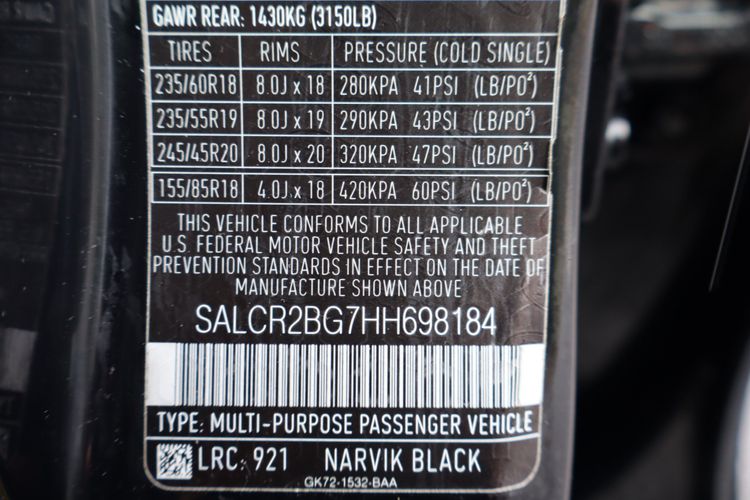 GAWR REAR: 1430KG (3150LB)
TIRES RIMS PRESSURE (COLD SINGLE)
235/60R18 8.0J x 18 280KPA 41PSI (LB/PO²)
235/55R19 8.0J x 19 290KPA 43PSI (LB/PO²)
245/45R20 8.0J x 20 320KPA 47PSI (LB/PO²)
155/85R18 4.0J x 18 420KPA 60PSI (LB/PO²)
THIS VEHICLE CONFORMS TO ALL APPLICABLE
U.S. FEDERAL MOTOR VEHICLE SAFETY AND THEFT
PREVENTION STANDARDS IN EFFECT ON THE DATE OF
MANUFACTURE SHOWN ABOVE
SALCR2BG7HH698184
TYPE: MULTI-PURPOSE PASSENGER VEHICLE
LRC: 921 NARVIK BLACK
GK72-1532-BAA